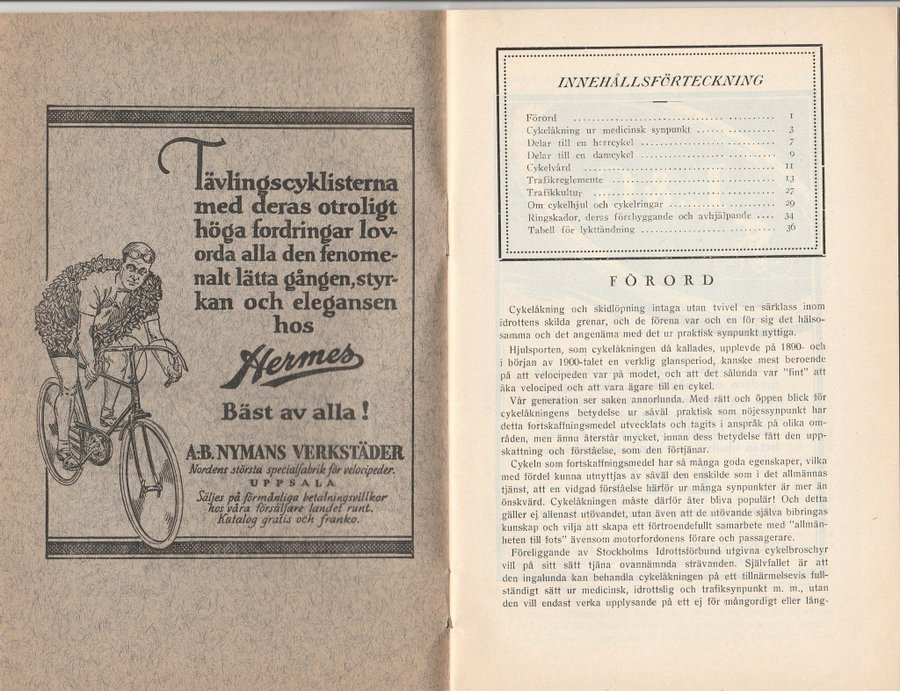 Tävlingscyklisterna
med deras otroligt
höga fordringar lov-
orda alla den fenome-
nalt lätta gången, styr-
kan och elegansen
hos
Hermes
Bäst av alla!
A.-B. NYMANS VERKSTÄDER
Nordens största specialfabrik för velocipeder.
UPPSALA
Säljes på förmånliga betalningsvillkor
hos våra försäljare landet runt.
Katalog gratis och franko.
INNEHÅLLSFÖRTECKNING
Förord .................... 1
Cykelåkning ur medicinsk synpunkt .................... 3
Delar till en herrcykel .................... 7
Delar till en damcykel .................... 9
Cykelvård .................... 11
Trafikreglemente .................... 13
Trafikkultur .................... 27
Om cykelhjul och cykelringar .................... 29
Ringskador, deras förebyggande och avhjälpande .... 34
Tabell för lykttändning .................... 36
FÖRORD
Cykelåkning och skidlöpning intaga utan tvivel en särklass inom
idrottens skilda grenar, och de förena var och en för sig det hälso-
samma och det angenäma med det ur praktisk synpunkt nyttiga.
Hjulsporten, som cykelåkningen då kallades, upplevde på 1890- och
i början av 1900-talet en verklig glansperiod, kanske mest beroende
på att velocipeden var på modet, och att det sålunda var "fint" att
åka velociped och att vara ägare till en cykel.
Vår generation ser saken annorlunda. Med rätt och öppen blick för
cykelåkningens betydelse ur såväl praktisk som nöjessynpunkt har
detta fortskaffningsmedel utvecklats och tagits i anspråk på olika om-
råden, men ännu återstår mycket, innan dess betydelse fått den upp-
skattning och förståelse, som den förtjänar.
Cykeln som fortskaffningsmedel har så många goda egenskaper, vilka
med fördel kunna utnyttjas av såväl den enskilde som i det allmännas
tjänst, att en vidgad förståelse härför ur många synpunkter är mer än
önskvärd. Cykelåkningen måste därför åter bliva populär! Och detta
gäller ej allenast utövandet, utan även att de utövande själva bibringas
kunskap och vilja att skapa ett förtroendefullt samarbete med "allmän-
heten till fots" ävensom motorfordonens förare och passagerare.
Föreliggande av Stockholms Idrottsförbund utgivna cykelbroschyr
vill på sitt sätt tjäna ovannämnda strävanden. Självfallet är att
den ingalunda kan behandla cykelåkningen på ett tillnärmelsevis full-
ständigt sätt ur medicinsk, idrottslig och trafiksynpunkt m. m., utan
den vill endast verka upplysande på ett ej för mångordigt eller lång-